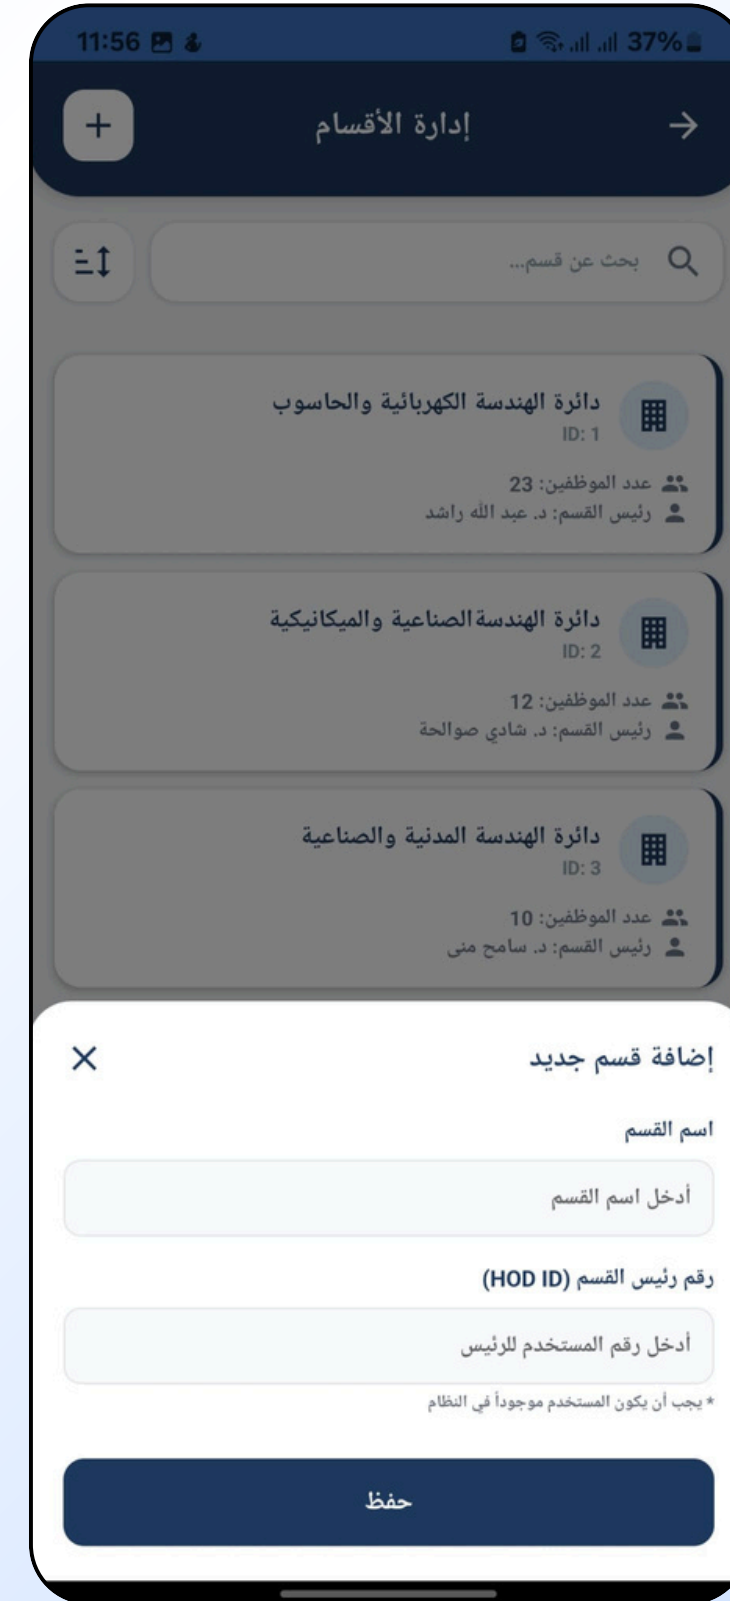 11:56
37%
إدارة الأقسام
بحث عن قسم...
دائرة الهندسة الكهربائية والحاسوب
ID: 1
عدد الموظفين: 23
رئيس القسم: د. عبد الله راشد
دائرة الهندسة الصناعية والميكانيكية
ID: 2
عدد الموظفين: 12
رئيس القسم: د. شادي صوالحة
دائرة الهندسة المدنية والصناعية
ID: 3
عدد الموظفين: 10
رئيس القسم: د. سامح منى
إضافة قسم جديد
اسم القسم
أدخل اسم القسم
رقم رئيس القسم (HOD ID)
أدخل رقم المستخدم للرئيس
* يجب أن يكون المستخدم موجوداً في النظام
حفظ